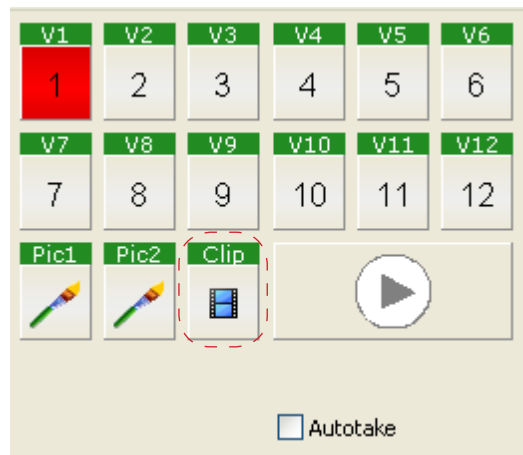 V1 V2 V3 V4 V5 V6
1 2 3 4 5 6
V7 V8 V9 V10 V11 V12
7 8 9 10 11 12
Pic1 Pic2 Clip
Autotake